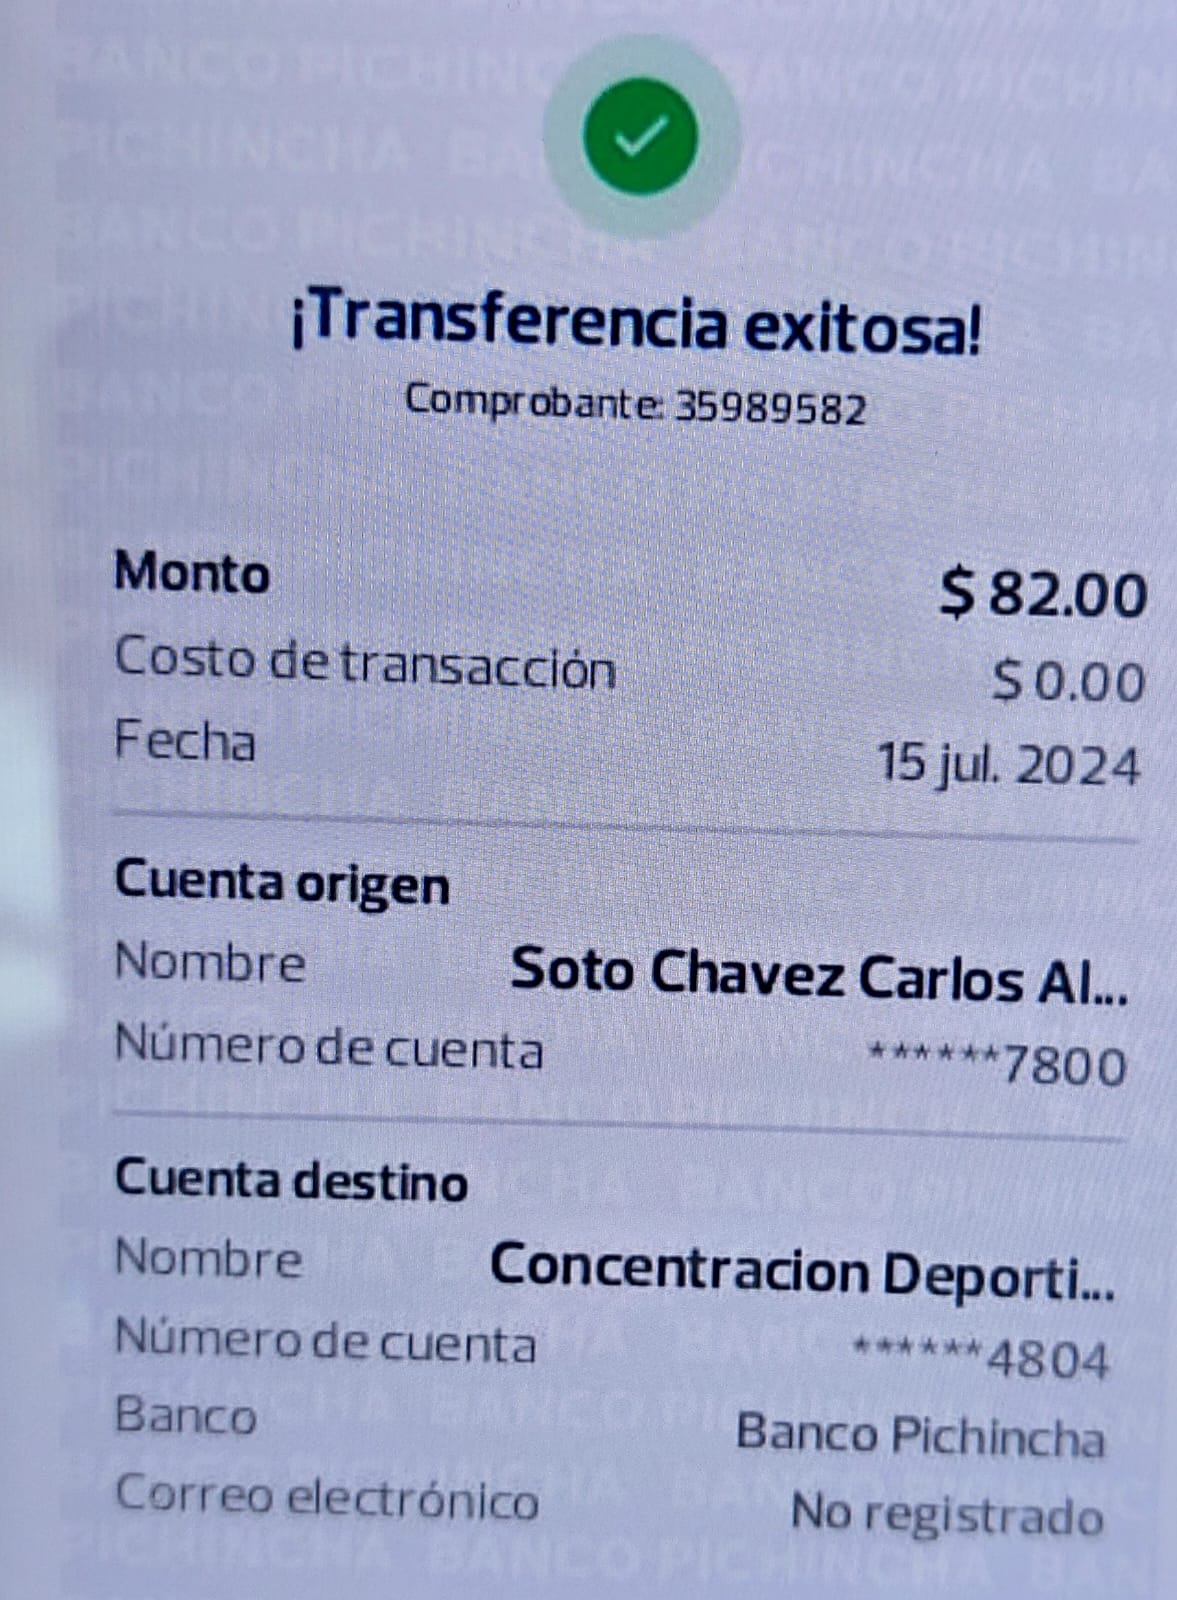 ¡Transferencia exitosa!
Comprobante: 35989582
Monto $ 82.00
Costo de transacción $ 0.00
Fecha 15 jul. 2024
Cuenta origen
Nombre Soto Chavez Carlos Al...
Número de cuenta ******7800
Cuenta destino
Nombre Concentracion Deporti...
Número de cuenta ******4804
Banco Banco Pichincha
Correo electrónico No registrado